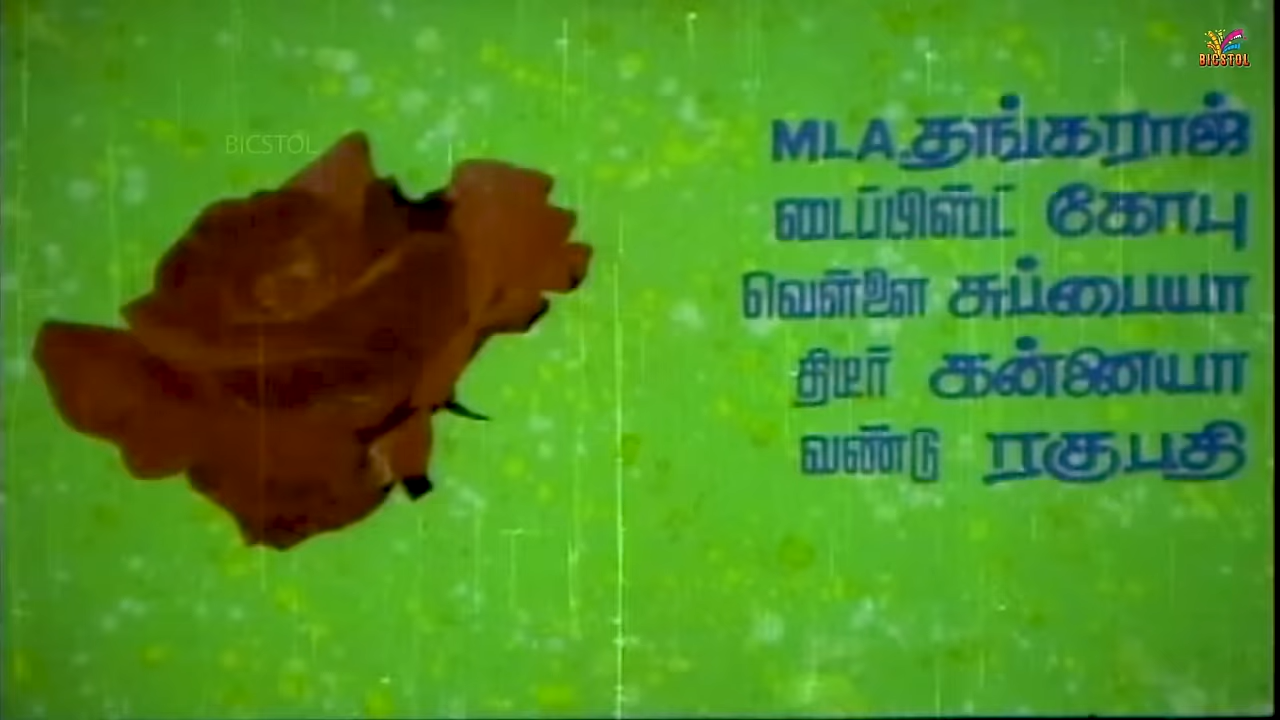 BICSTOL
BICSTOL
MLA.தங்கராஜ்
டைப்பிஸ்ட் கோபு
வெள்ளை சுப்பையா
திடீர் கன்னையா
வண்டு ரகுபதி